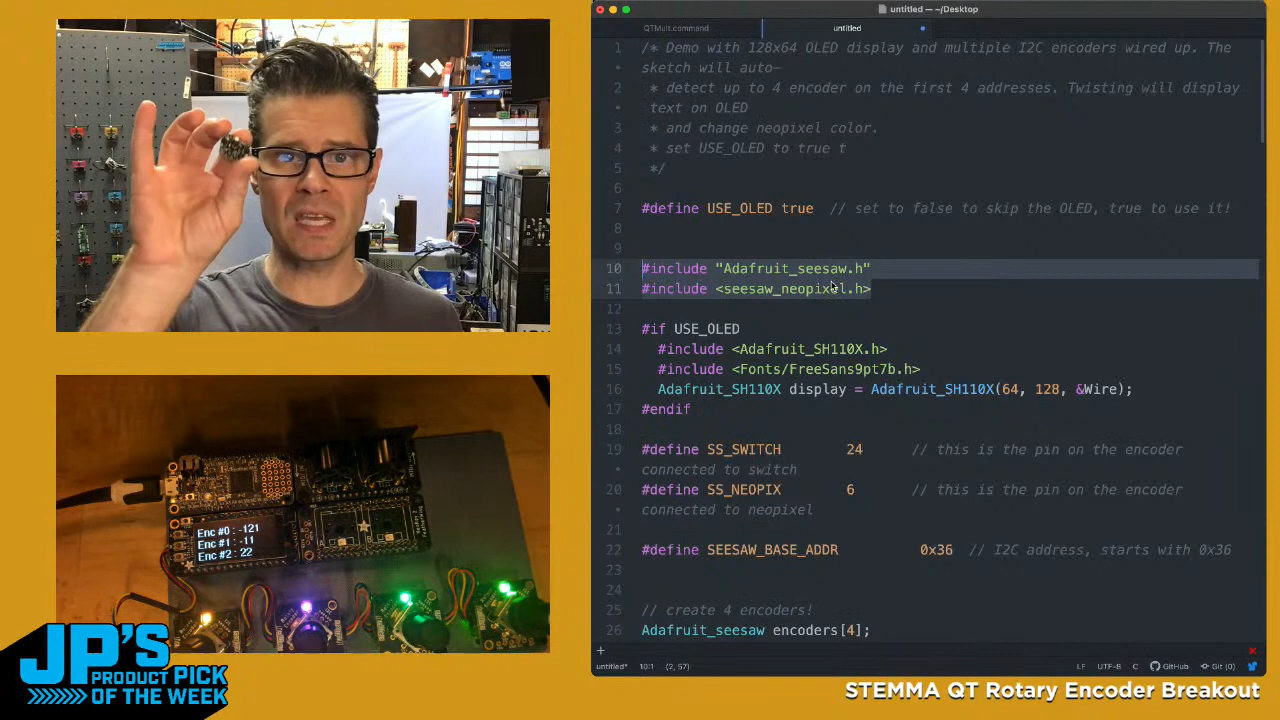 untitled — ~/Desktop
QTMult.command
untitled
1 /* Demo with 128x64 OLED display and multiple I2C encoders wired up. The
• sketch will auto-
2 * detect up to 4 encoder on the first 4 addresses. Twisting will display
• text on OLED
3 * and change neopixel color.
4 * set USE_OLED to true t
5 */
6
7 #define USE_OLED true // set to false to skip the OLED, true to use it!
8
9
10 #include "Adafruit_seesaw.h"
11 #include <seesaw_neopixel.h>
12
13 #if USE_OLED
14 #include <Adafruit_SH110X.h>
15 #include <Fonts/FreeSans9pt7b.h>
16 Adafruit_SH110X display = Adafruit_SH110X(64, 128, &Wire);
17 #endif
18
19 #define SS_SWITCH 24 // this is the pin on the encoder
• connected to switch
20 #define SS_NEOPIX 6 // this is the pin on the encoder
• connected to neopixel
21
22 #define SEESAW_BASE_ADDR 0x36 // I2C address, starts with 0x36
23
24
25 // create 4 encoders!
26 Adafruit_seesaw encoders[4];
untitled* 10:1 (2, 57) LF UTF-8 C GitHub Git (0)
Enc #0 : -121
Enc #1 : -11
Enc #2 : 22
JP'S
PRODUCT PICK
OF THE WEEK
STEMMA QT Rotary Encoder Breakout